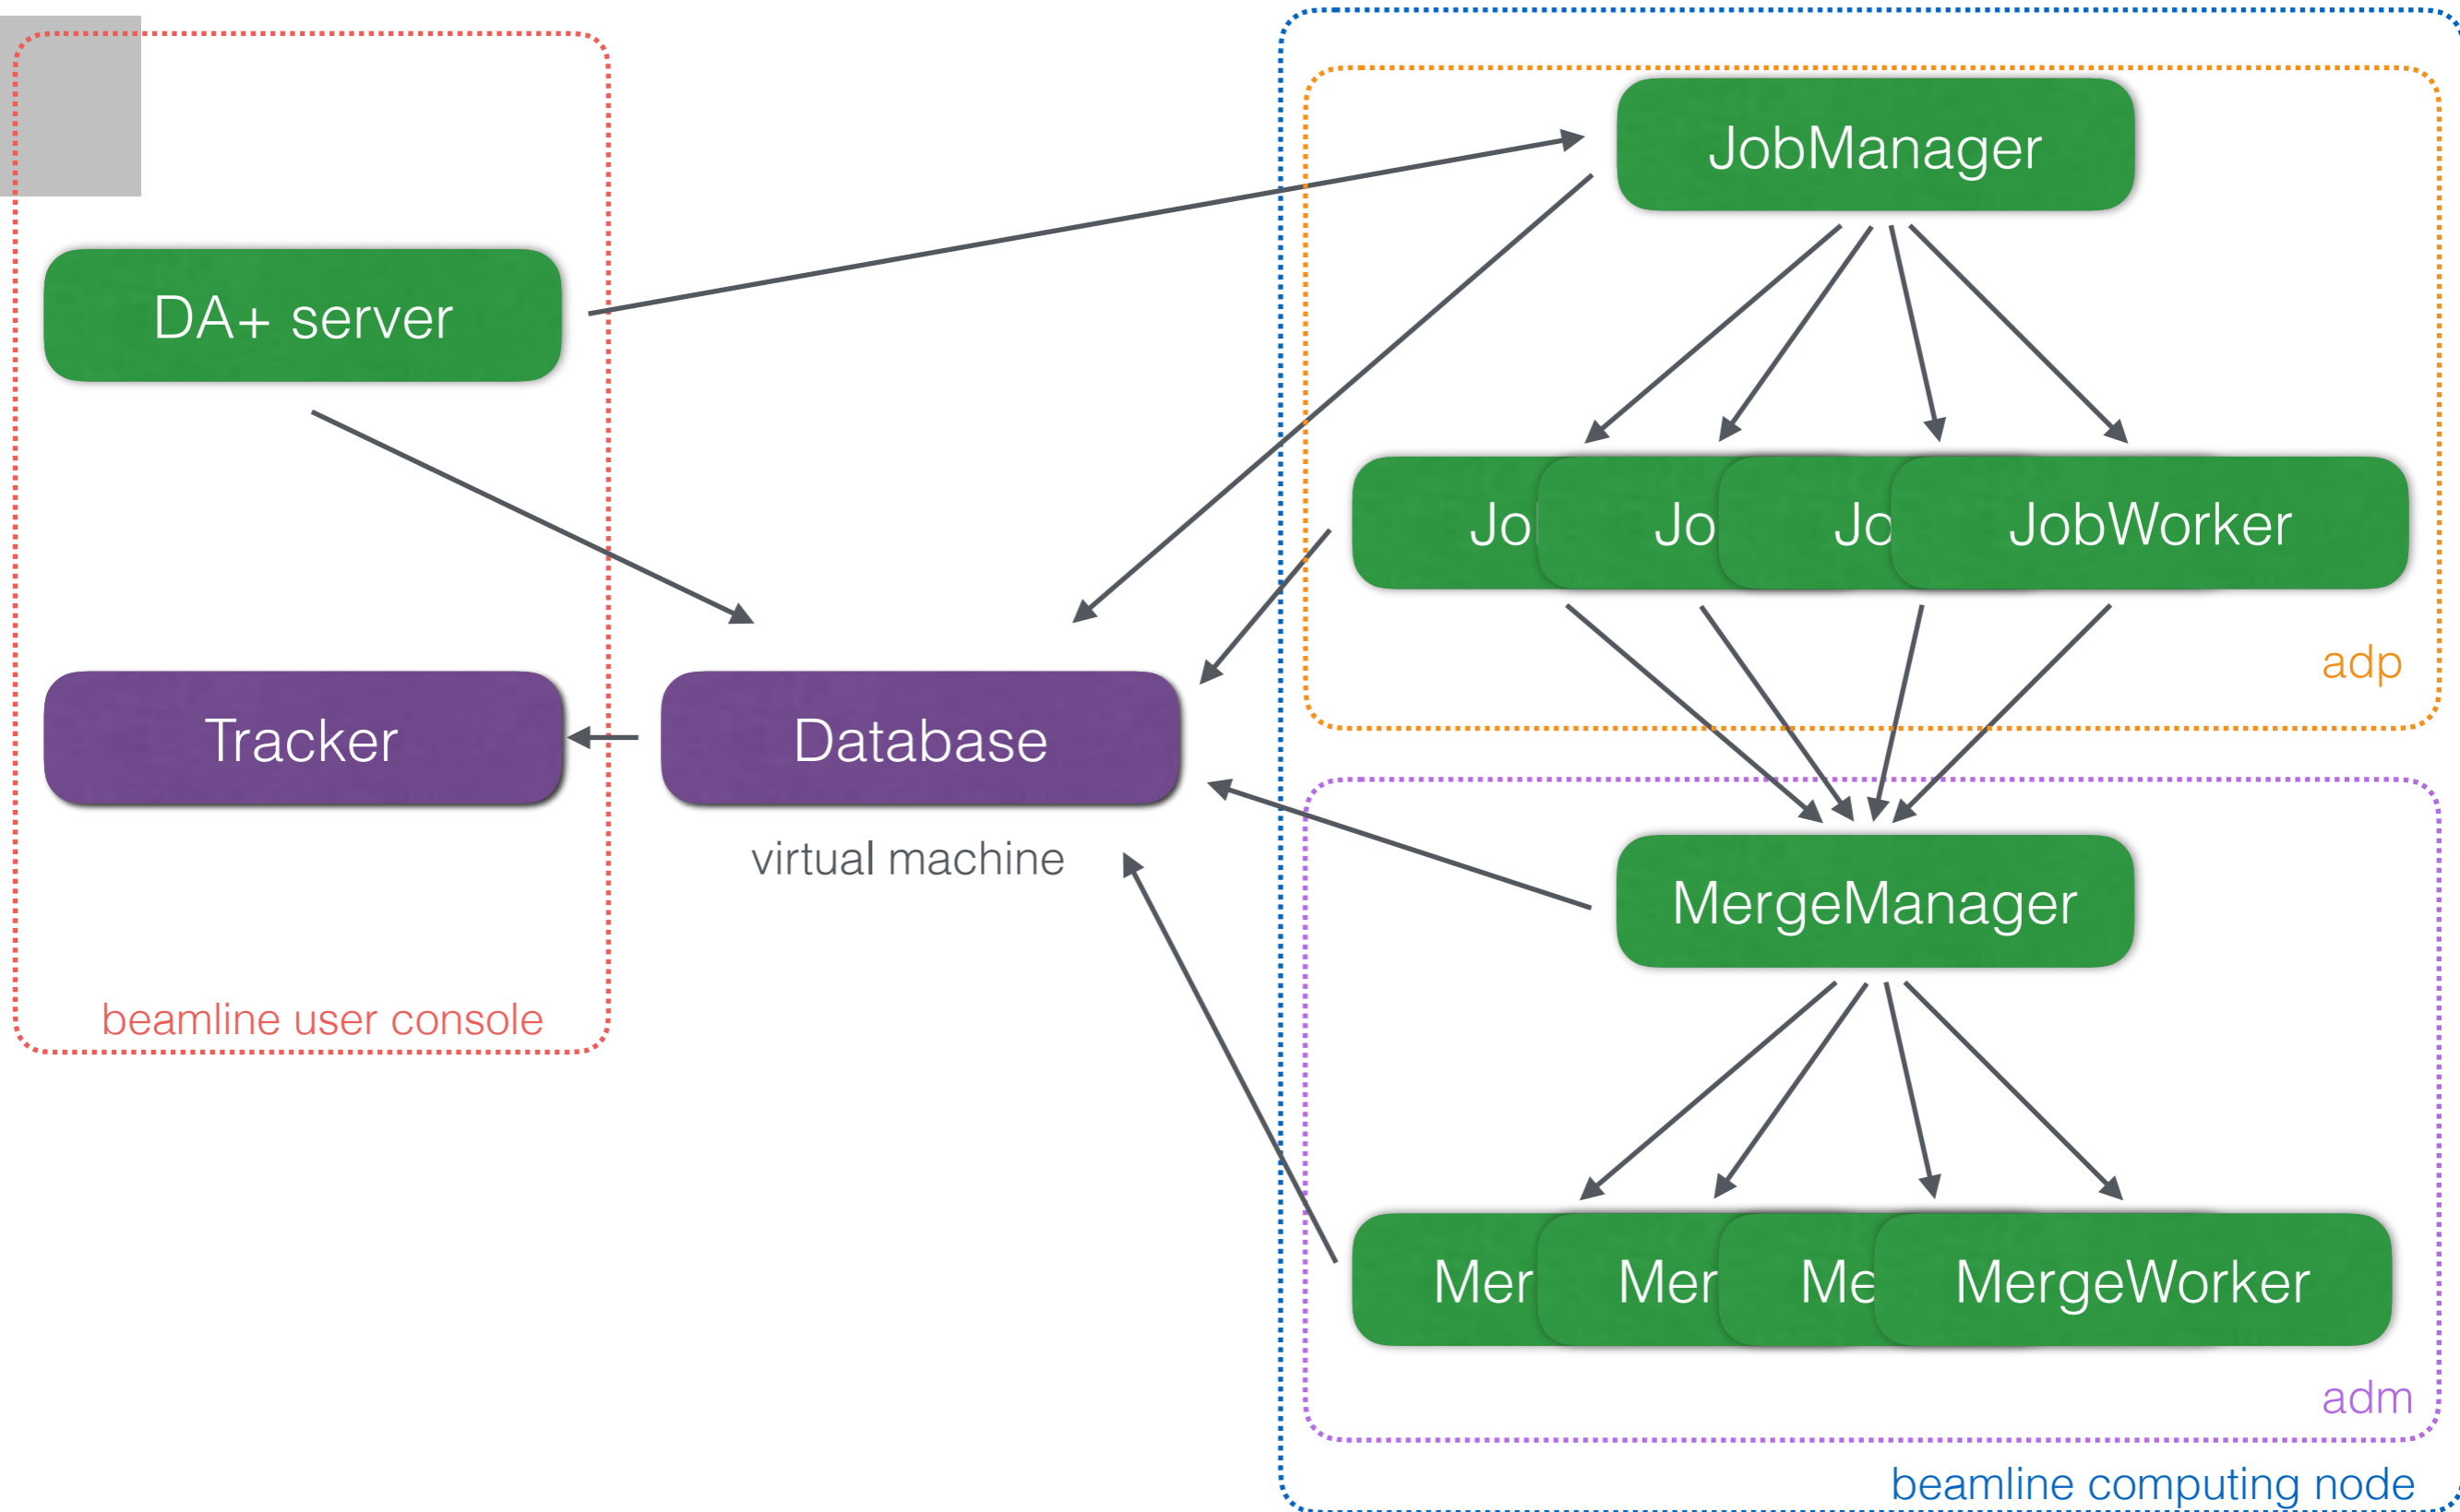 JobManager
DA+ server
Jo
Jo
Jo
JobWorker
adp
Tracker
Database
virtual machine
MergeManager
beamline user console
Mer
Mer
Me
MergeWorker
adm
beamline computing node